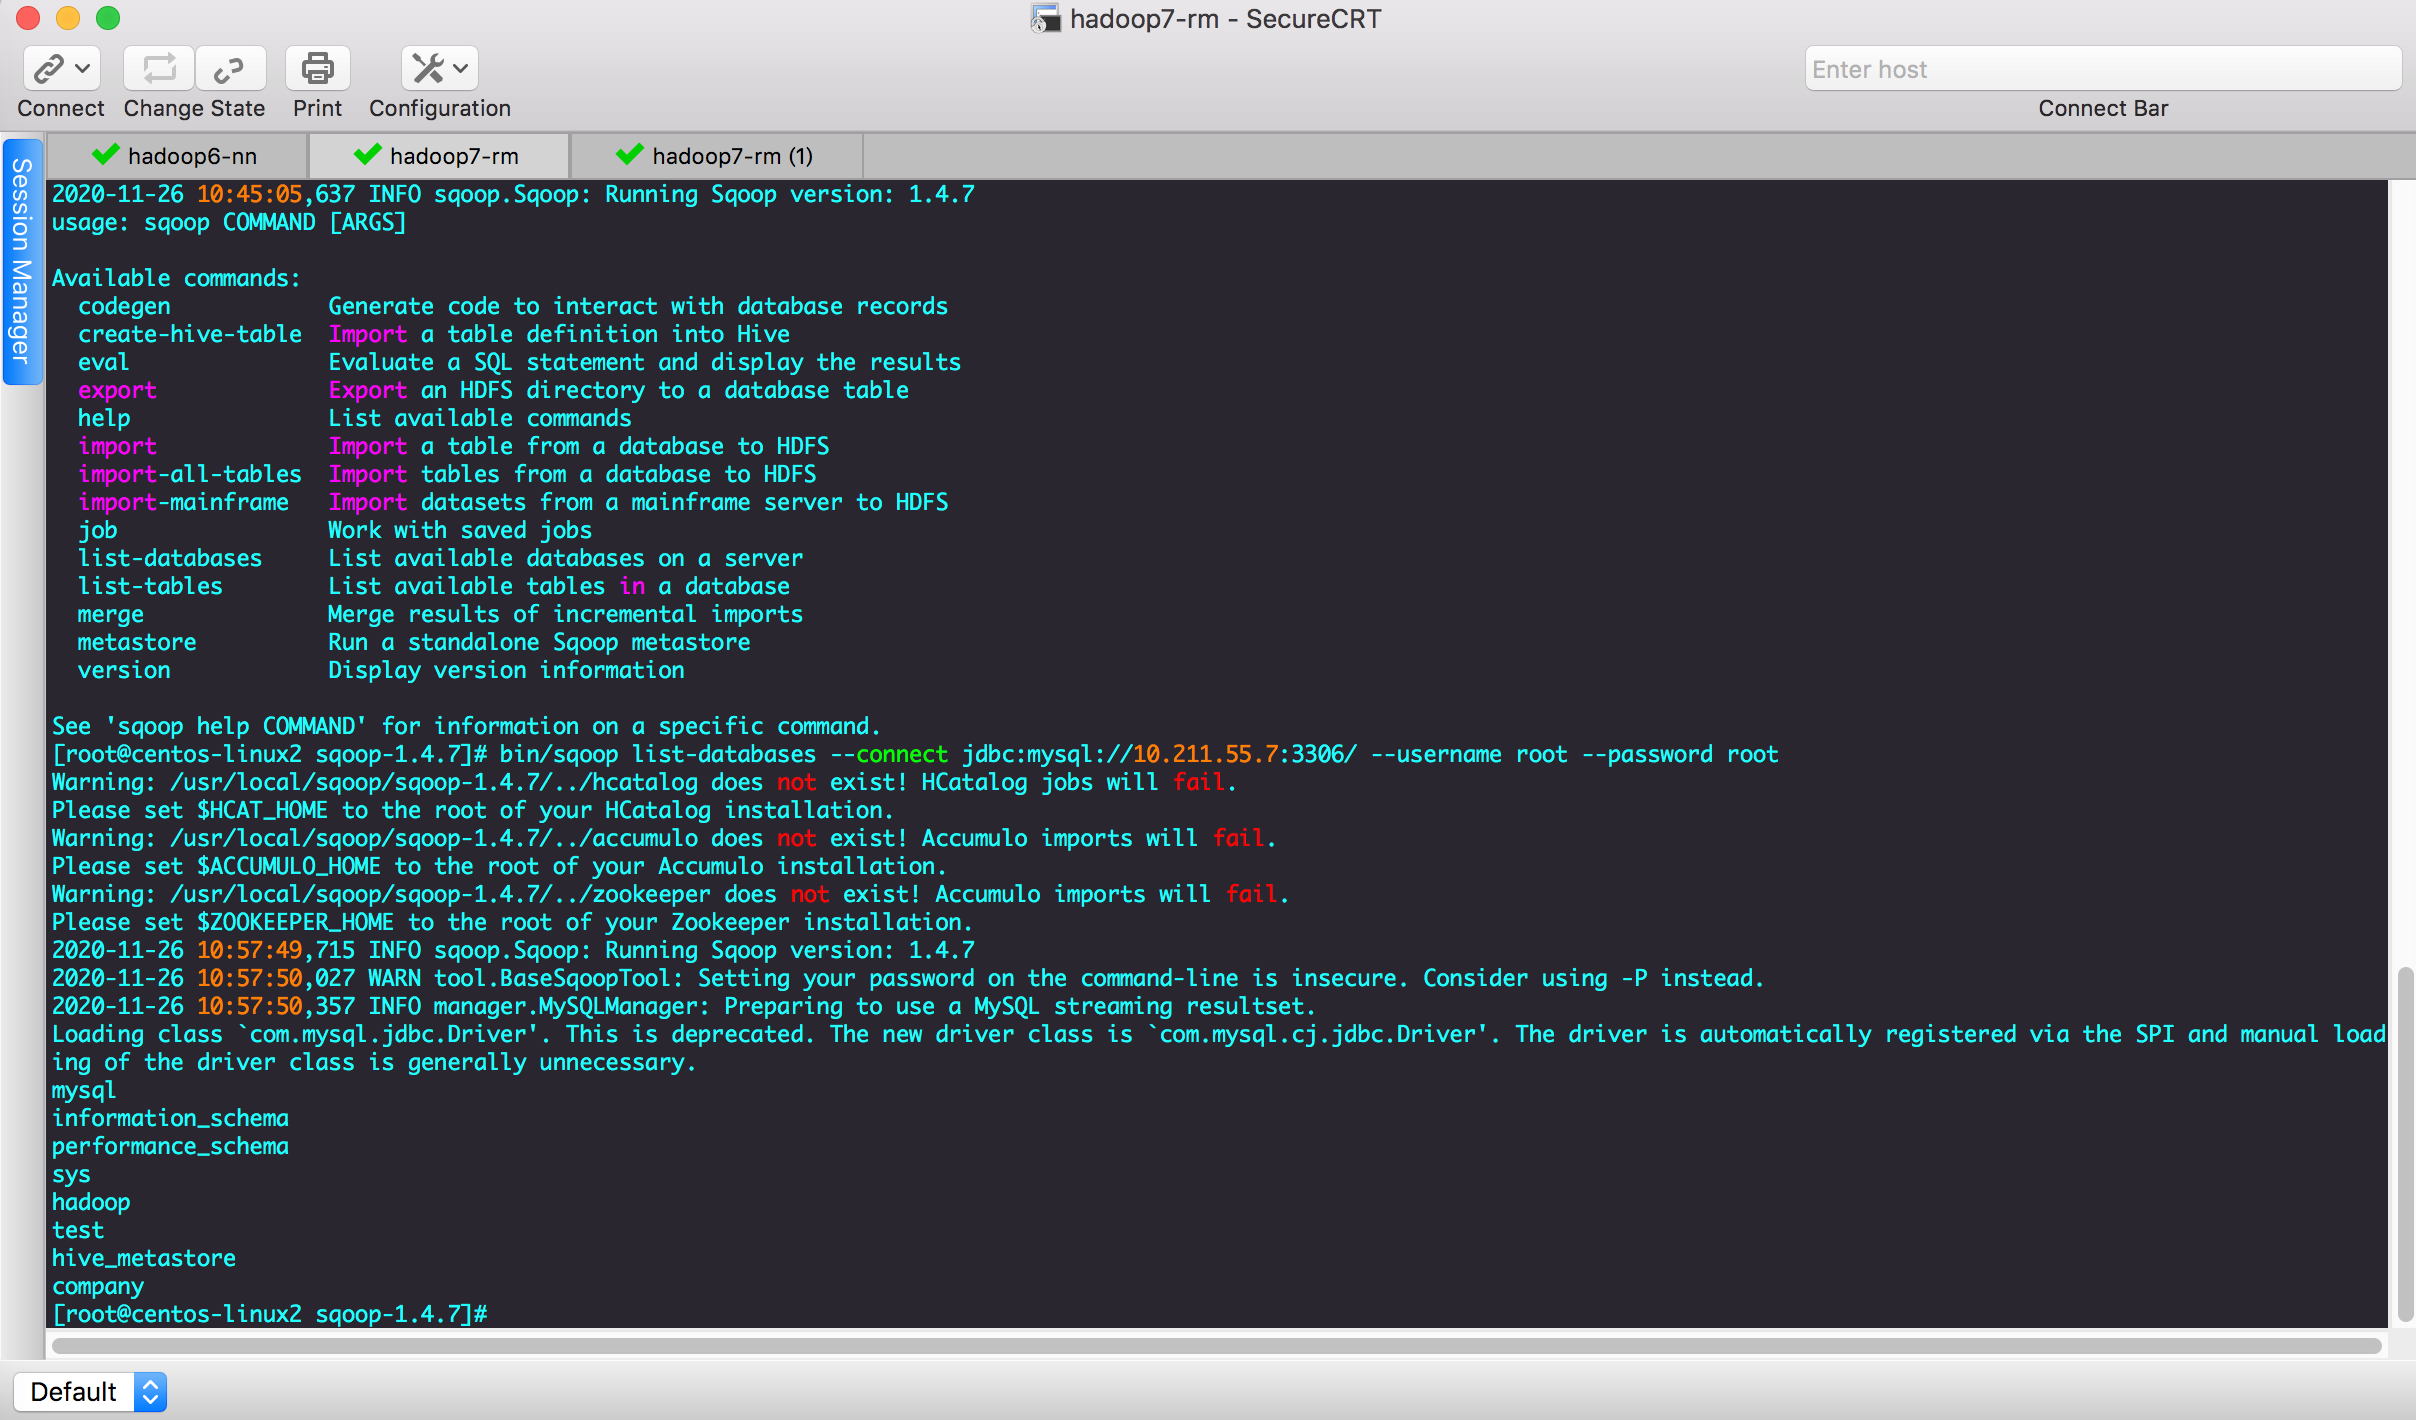 hadoop7-rm - SecureCRT
Enter host
Connect Change State Print Configuration Connect Bar
Session Manager
hadoop6-nn hadoop7-rm hadoop7-rm (1)
2020-11-26 10:45:05,637 INFO sqoop.Sqoop: Running Sqoop version: 1.4.7
usage: sqoop COMMAND [ARGS]
Available commands:
codegen Generate code to interact with database records
create-hive-table Import a table definition into Hive
eval Evaluate a SQL statement and display the results
export Export an HDFS directory to a database table
help List available commands
import Import a table from a database to HDFS
import-all-tables Import tables from a database to HDFS
import-mainframe Import datasets from a mainframe server to HDFS
job Work with saved jobs
list-databases List available databases on a server
list-tables List available tables in a database
merge Merge results of incremental imports
metastore Run a standalone Sqoop metastore
version Display version information
See 'sqoop help COMMAND' for information on a specific command.
[root@centos-linux2 sqoop-1.4.7]# bin/sqoop list-databases --connect jdbc:mysql://10.211.55.7:3306/ --username root --password root
Warning: /usr/local/sqoop/sqoop-1.4.7/../hcatalog does not exist! HCatalog jobs will fail.
Please set $HCAT_HOME to the root of your HCatalog installation.
Warning: /usr/local/sqoop/sqoop-1.4.7/../accumulo does not exist! Accumulo imports will fail.
Please set $ACCUMULO_HOME to the root of your Accumulo installation.
Warning: /usr/local/sqoop/sqoop-1.4.7/../zookeeper does not exist! Accumulo imports will fail.
Please set $ZOOKEEPER_HOME to the root of your Zookeeper installation.
2020-11-26 10:57:49,715 INFO sqoop.Sqoop: Running Sqoop version: 1.4.7
2020-11-26 10:57:50,027 WARN tool.BaseSqoopTool: Setting your password on the command-line is insecure. Consider using -P instead.
2020-11-26 10:57:50,357 INFO manager.MySQLManager: Preparing to use a MySQL streaming resultset.
Loading class `com.mysql.jdbc.Driver'. This is deprecated. The new driver class is `com.mysql.cj.jdbc.Driver'. The driver is automatically registered via the SPI and manual load
ing of the driver class is generally unnecessary.
mysql
information_schema
performance_schema
sys
hadoop
test
hive_metastore
company
[root@centos-linux2 sqoop-1.4.7]#
Default